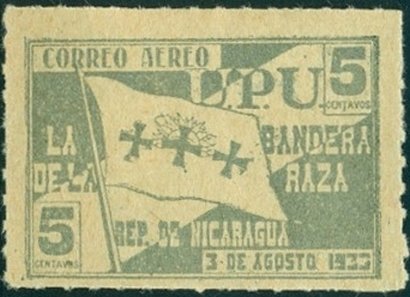 CORREO AEREO
U.P.U
5
CENTAVOS
LA BANDERA
DE LA RAZA
5
CENTAVOS
REP. DE NICARAGUA
3 DE AGOSTO 1933